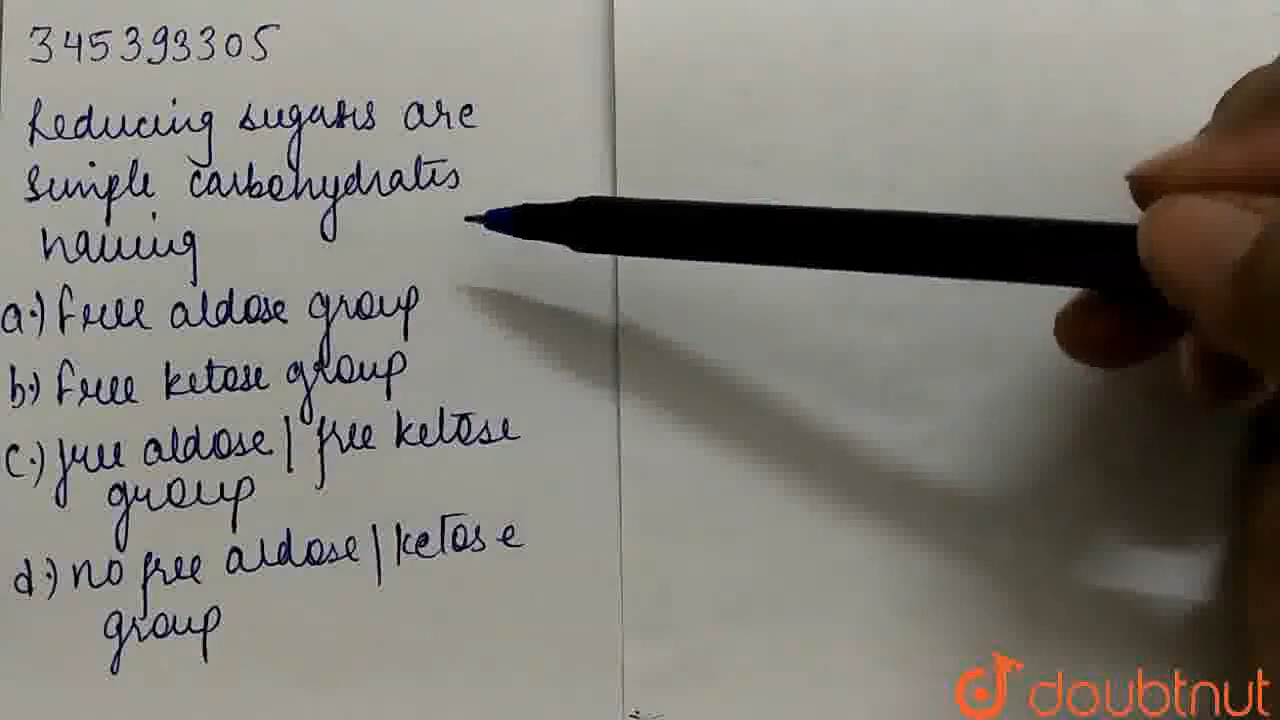 345393305
Reducing sugars are
simple carbohydrates
having
a.) free aldose group
b.) free ketose group
c.) free aldose | free ketose
group
d.) no free aldose | ketose
group
doubtnut